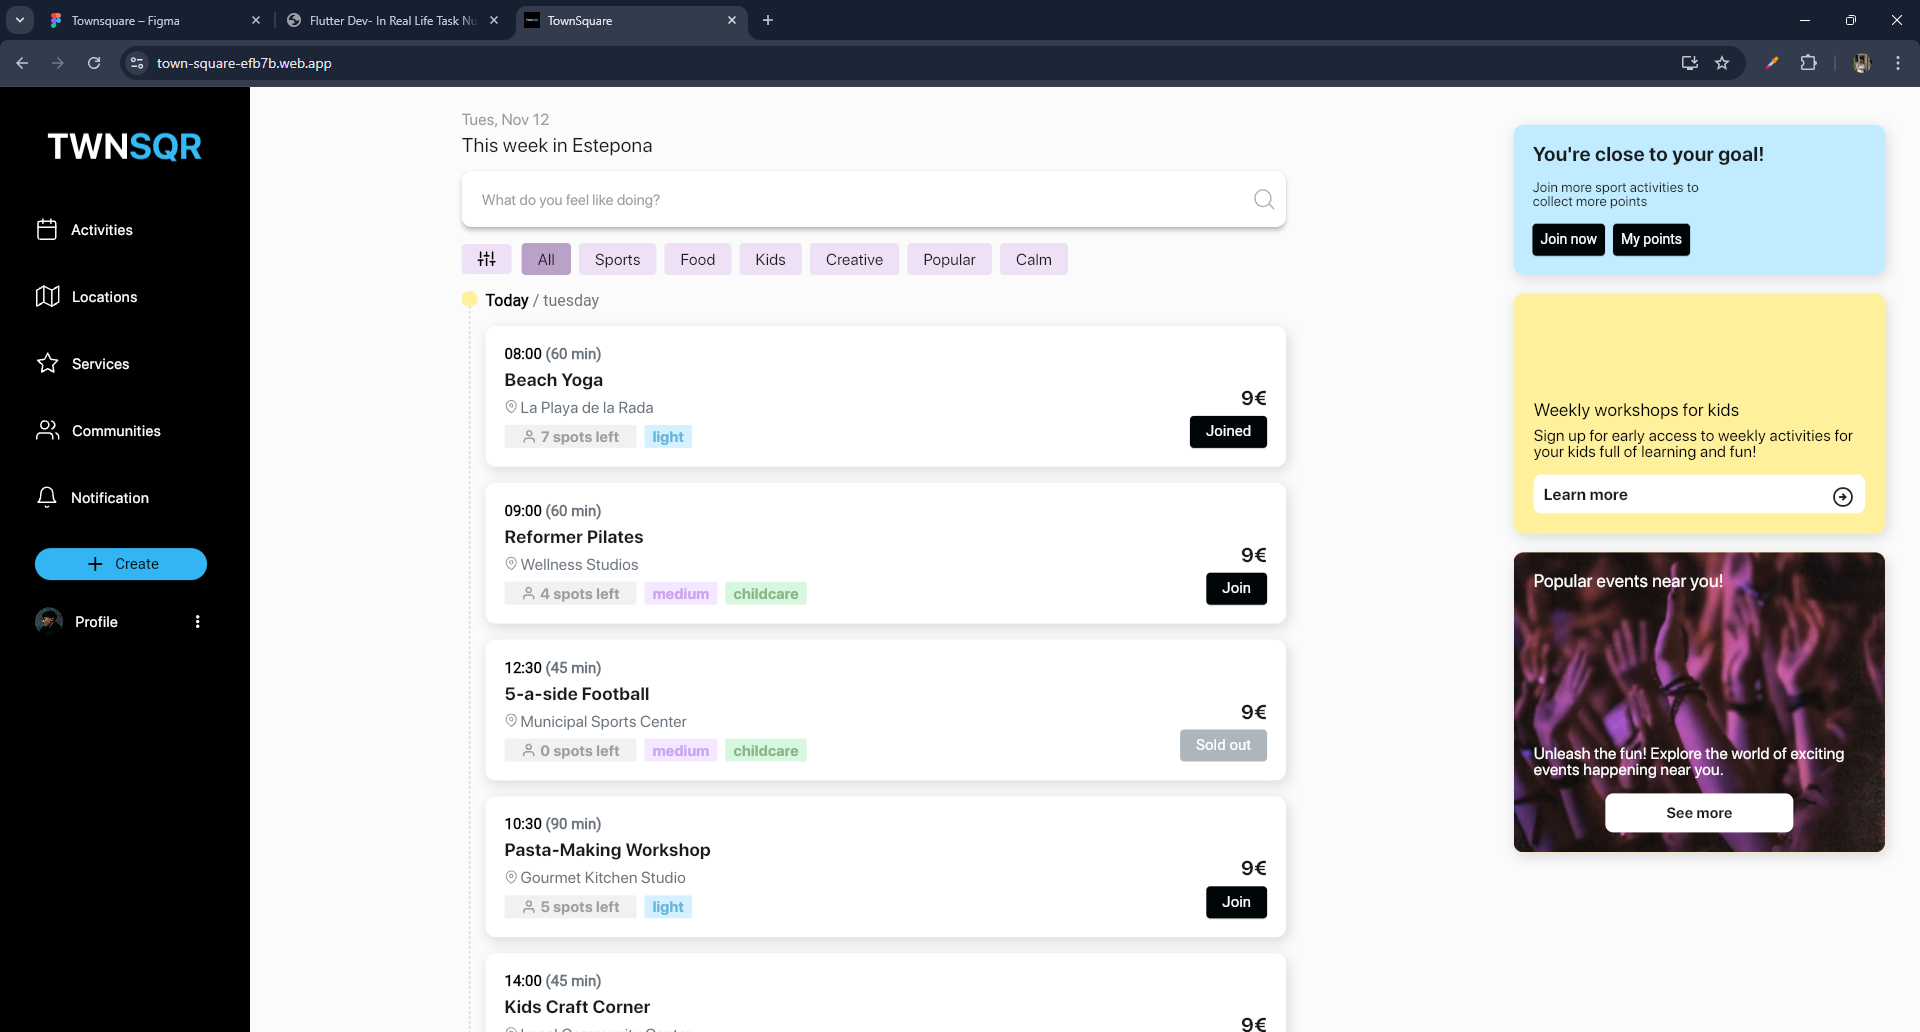 Townsquare – Figma
Flutter Dev- In Real Life Task Nu
TownSquare
town-square-efb7b.web.app
TWNSQR
Activities
Locations
Services
Communities
Notification
Create
Profile
Tues, Nov 12
This week in Estepona
What do you feel like doing?
All
Sports
Food
Kids
Creative
Popular
Calm
Today / tuesday
08:00 (60 min)
Beach Yoga
La Playa de la Rada
7 spots left
light
9€
Joined
09:00 (60 min)
Reformer Pilates
Wellness Studios
4 spots left
medium
childcare
9€
Join
12:30 (45 min)
5-a-side Football
Municipal Sports Center
0 spots left
medium
childcare
9€
Sold out
10:30 (90 min)
Pasta-Making Workshop
Gourmet Kitchen Studio
5 spots left
light
9€
Join
14:00 (45 min)
Kids Craft Corner
9€
You're close to your goal!
Join more sport activities to
collect more points
Join now
My points
Weekly workshops for kids
Sign up for early access to weekly activities for
your kids full of learning and fun!
Learn more
Popular events near you!
Unleash the fun! Explore the world of exciting
events happening near you.
See more